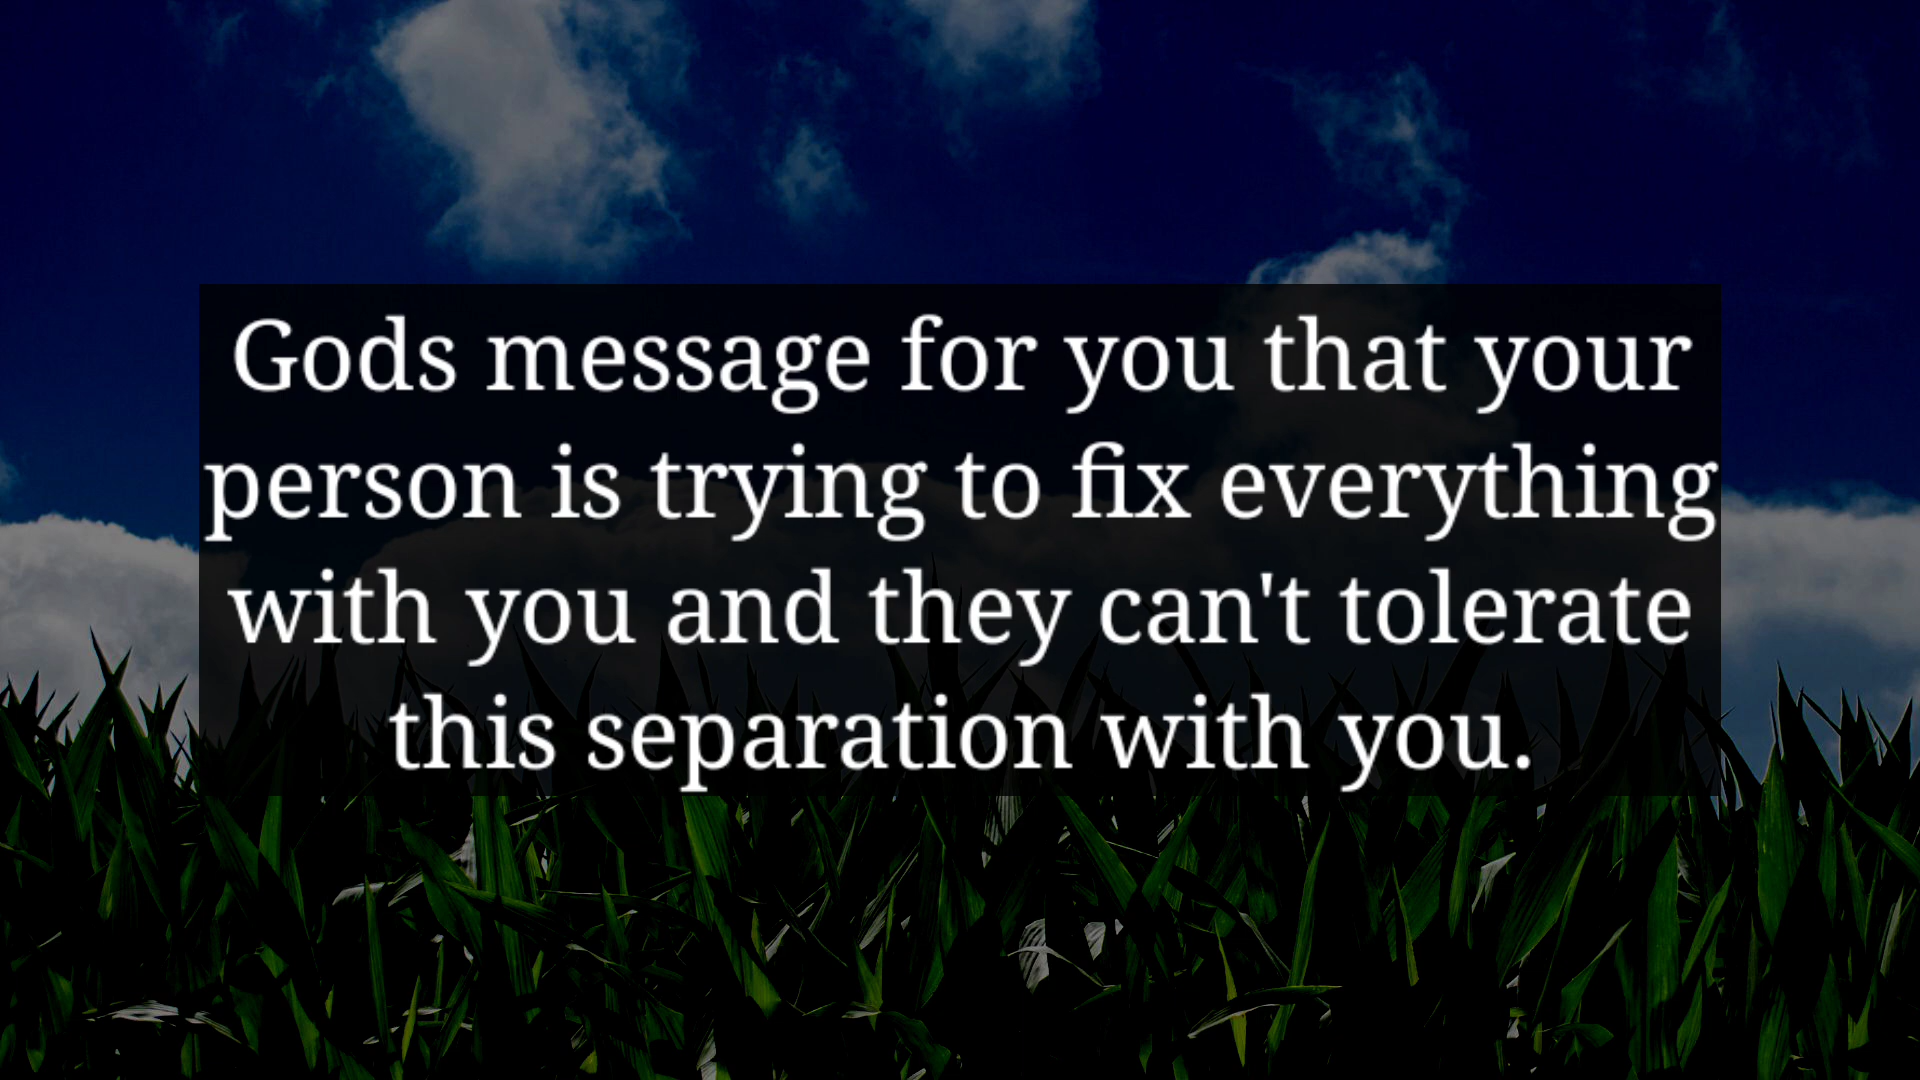 Gods message for you that your
person is trying to fix everything
with you and they can't tolerate
this separation with you.